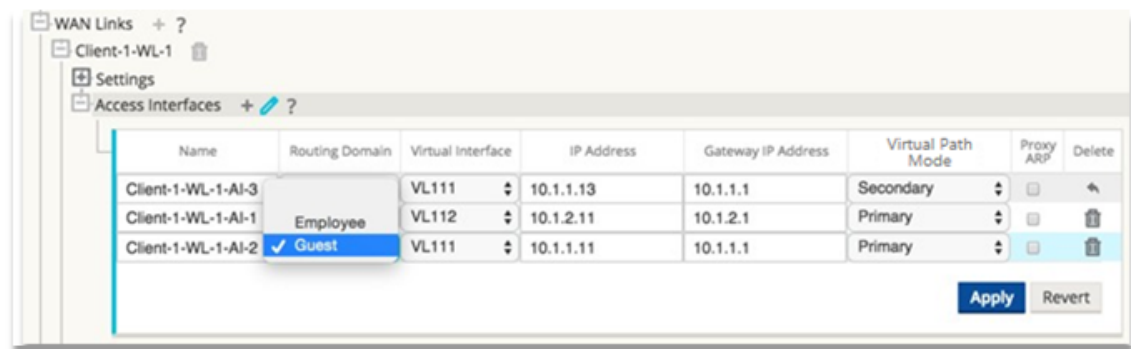 WAN Links + ?
Client-1-WL-1
Settings
Access Interfaces + ?
Name Routing Domain Virtual Interface IP Address Gateway IP Address Virtual Path Mode Proxy ARP Delete
Client-1-WL-1-AI-3 VL111 10.1.1.13 10.1.1.1 Secondary
Client-1-WL-1-AI-1 Employee VL112 10.1.2.11 10.1.2.1 Primary
Client-1-WL-1-AI-2 ✓ Guest VL111 10.1.1.11 10.1.1.1 Primary
Apply Revert